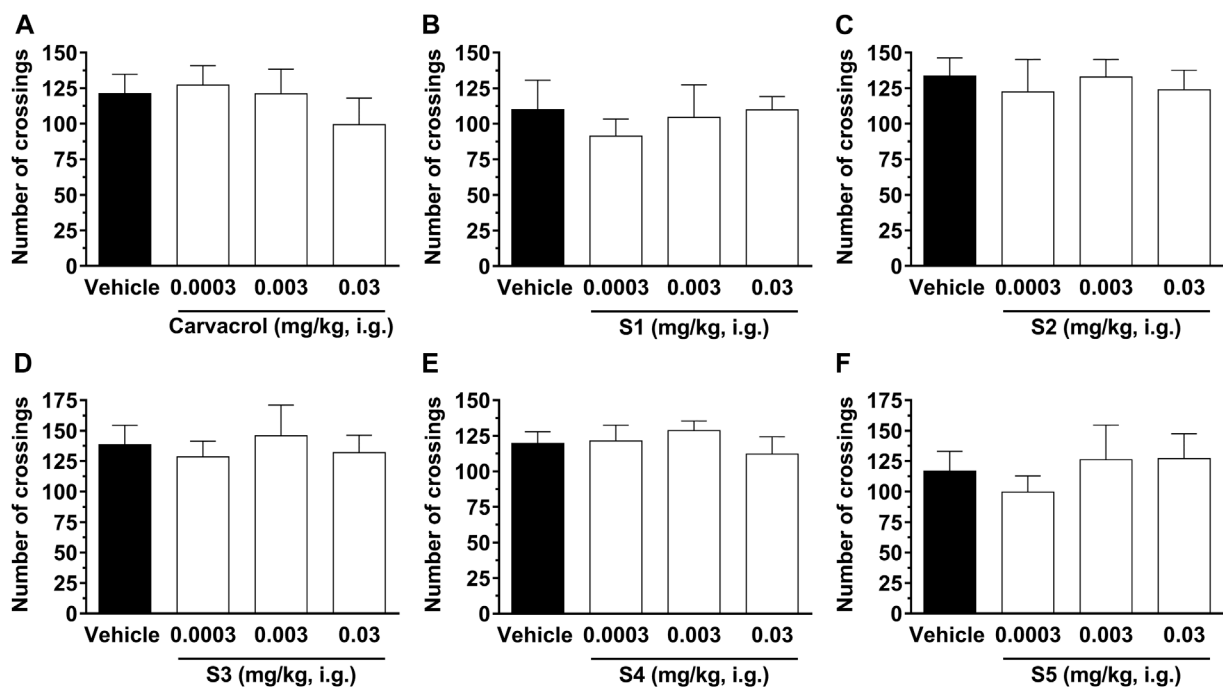 A
Number of crossings
150
125
100
75
50
25
0
Vehicle 0.0003 0.003 0.03
Carvacrol (mg/kg, i.g.)
B
Number of crossings
150
125
100
75
50
25
0
Vehicle 0.0003 0.003 0.03
S1 (mg/kg, i.g.)
C
Number of crossings
150
125
100
75
50
25
0
Vehicle 0.0003 0.003 0.03
S2 (mg/kg, i.g.)
D
Number of crossings
175
150
125
100
75
50
25
0
Vehicle 0.0003 0.003 0.03
S3 (mg/kg, i.g.)
E
Number of crossings
150
125
100
75
50
25
0
Vehicle 0.0003 0.003 0.03
S4 (mg/kg, i.g.)
F
Number of crossings
175
150
125
100
75
50
25
0
Vehicle 0.0003 0.003 0.03
S5 (mg/kg, i.g.)